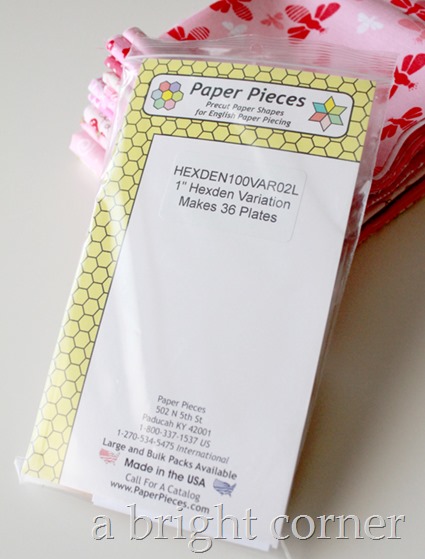 Paper Pieces
Precut Paper Shapes
for English Paper Piecing
HEXDEN100VAR02L
1" Hexden Variation
Makes 36 Plates
Paper Pieces
502 N 5th St
Paducah KY 42001
1-800-337-1537 US
1-270-534-5475 International
Large and Bulk Packs Available
Made in the USA
Call For A Catalog
www.PaperPieces.com
a bright corner